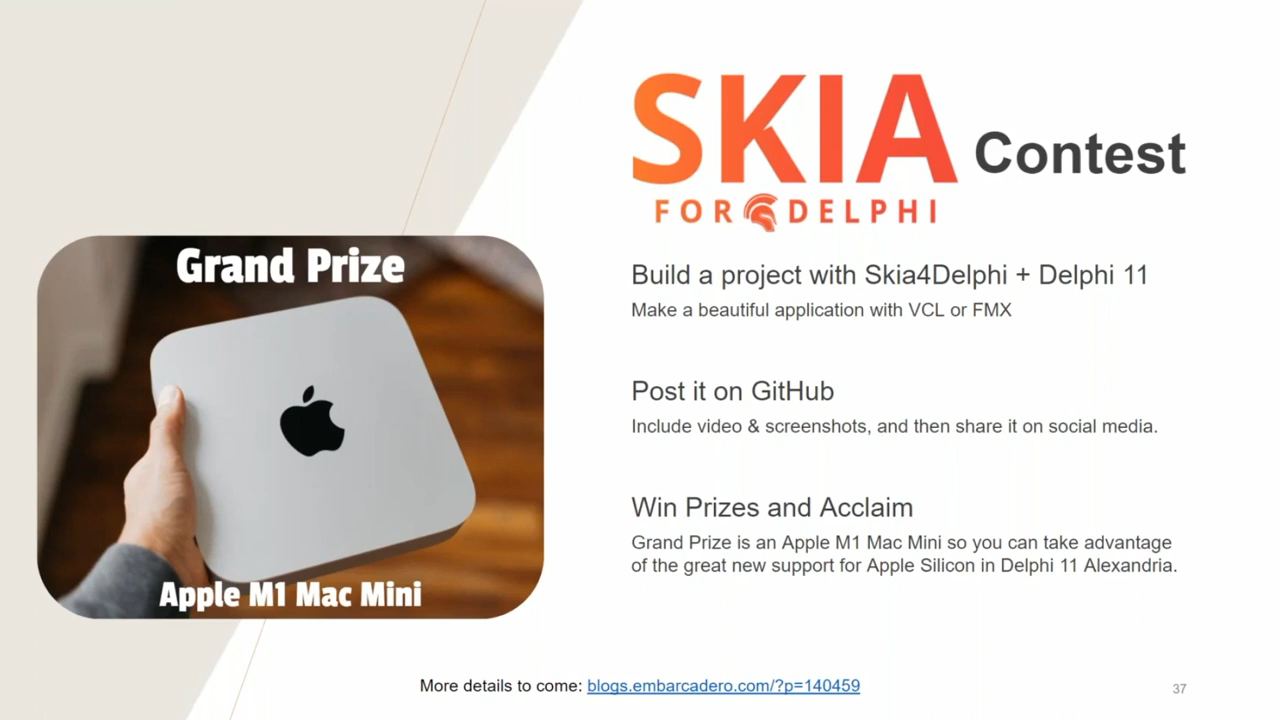 SKIA Contest
FOR DELPHI
Grand Prize
Apple M1 Mac Mini
Build a project with Skia4Delphi + Delphi 11
Make a beautiful application with VCL or FMX
Post it on GitHub
Include video & screenshots, and then share it on social media.
Win Prizes and Acclaim
Grand Prize is an Apple M1 Mac Mini so you can take advantage
of the great new support for Apple Silicon in Delphi 11 Alexandria.
More details to come: blogs.embarcadero.com/?p=140459
37